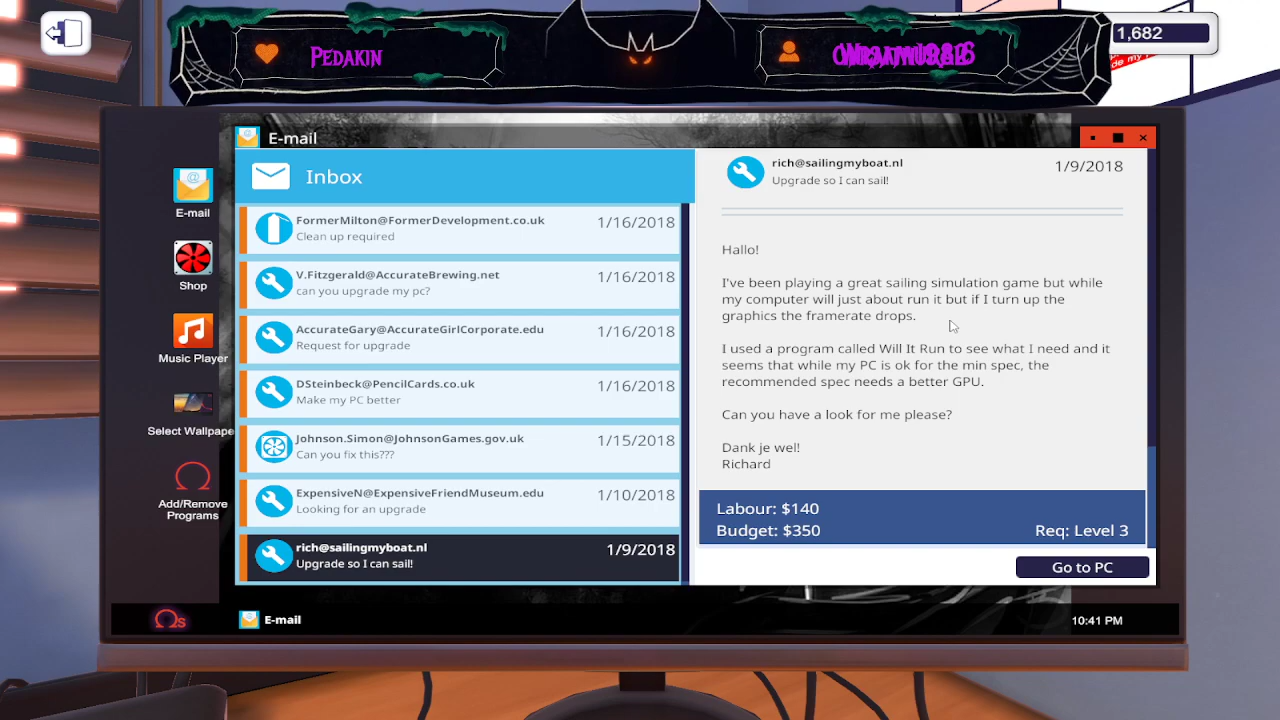 Pedakin
1,682
de my
E-mail
E-mail
Shop
Music Player
Select Wallpape
Add/Remove
Programs
Inbox
FormerMilton@FormerDevelopment.co.uk 1/16/2018
Clean up required
V.Fitzgerald@AccurateBrewing.net 1/16/2018
can you upgrade my pc?
AccurateGary@AccurateGirlCorporate.edu 1/16/2018
Request for upgrade
DSteinbeck@PencilCards.co.uk 1/16/2018
Make my PC better
Johnson.Simon@JohnsonGames.gov.uk 1/15/2018
Can you fix this???
ExpensiveN@ExpensiveFriendMuseum.edu 1/10/2018
Looking for an upgrade
rich@sailingmyboat.nl 1/9/2018
Upgrade so I can sail!
rich@sailingmyboat.nl 1/9/2018
Upgrade so I can sail!
Hallo!
I've been playing a great sailing simulation game but while
my computer will just about run it but if I turn up the
graphics the framerate drops.
I used a program called Will It Run to see what I need and it
seems that while my PC is ok for the min spec, the
recommended spec needs a better GPU.
Can you have a look for me please?
Dank je wel!
Richard
Labour: $140
Budget: $350 Req: Level 3
Go to PC
Ωs E-mail 10:41 PM